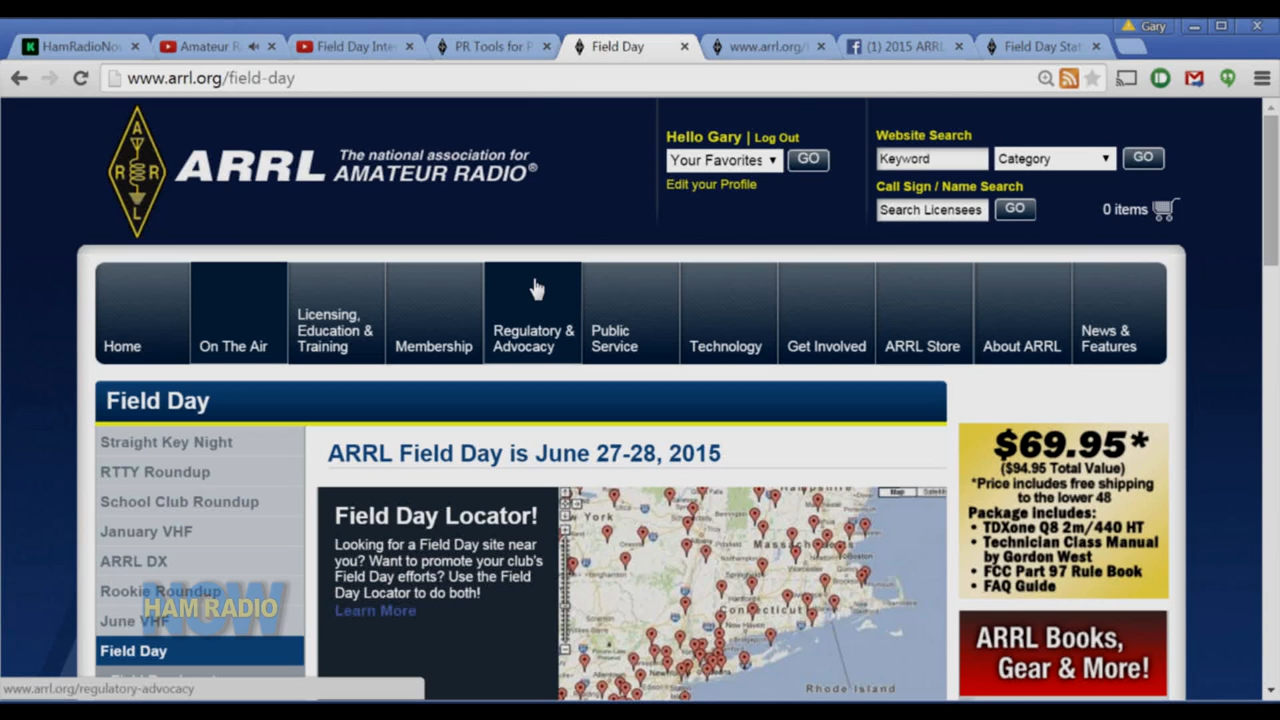 Gary
HamRadioNo
Amateur R
Field Day Inte
PR Tools for P
Field Day
www.arrl.org/
(1) 2015 ARRL
Field Day Stat
www.arrl.org/field-day
A R R L
ARRL The national association for
AMATEUR RADIO®
Hello Gary | Log Out
Your Favorites GO
Edit your Profile
Website Search
Keyword Category GO
Call Sign / Name Search
Search Licensees GO
0 items
Home
On The Air
Licensing,
Education &
Training
Membership
Regulatory &
Advocacy
Public
Service
Technology
Get Involved
ARRL Store
About ARRL
News &
Features
Field Day
Straight Key Night
RTTY Roundup
School Club Roundup
January VHF
ARRL DX
Rookie Roundup
June VHF
Field Day
NOW
HAM RADIO
ARRL Field Day is June 27-28, 2015
Field Day Locator!
Looking for a Field Day site near
you? Want to promote your club's
Field Day efforts? Use the Field
Day Locator to do both!
Learn More
Map
York
Massach
Connecticut
New Haven
Rhode Island
$69.95*
($94.95 Total Value)
*Price includes free shipping
to the lower 48
Package includes:
• TDXone Q8 2m/440 HT
• Technician Class Manual
by Gordon West
• FCC Part 97 Rule Book
• FAQ Guide
ARRL Books,
Gear & More!
www.arrl.org/regulatory-advocacy